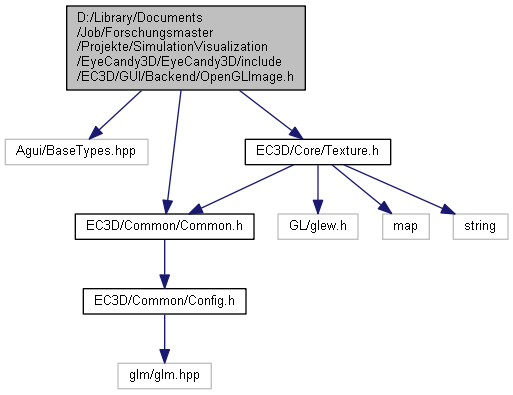 D:/Library/Documents
/Job/Forschungsmaster
/Projekte/SimulationVisualization
/EyeCandy3D/EyeCandy3D/include
/EC3D/GUI/Backend/OpenGLImage.h
Agui/BaseTypes.hpp
EC3D/Core/Texture.h
EC3D/Common/Common.h
GL/glew.h
map
string
EC3D/Common/Config.h
glm/glm.hpp